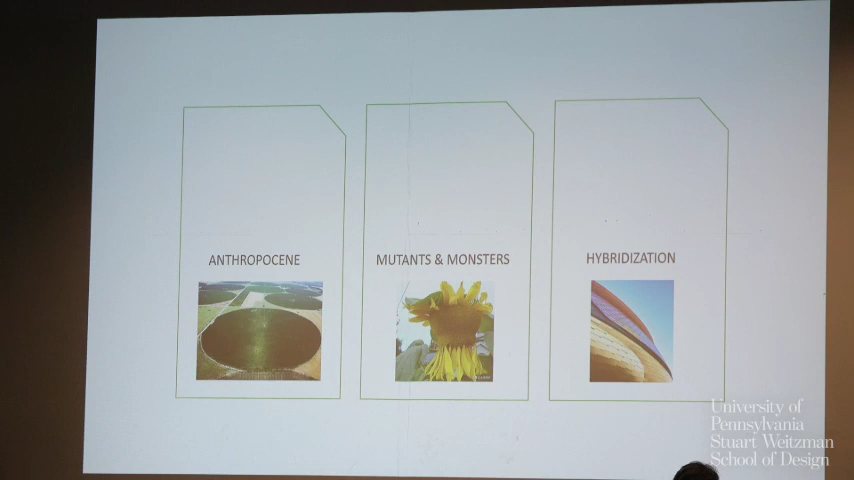 ANTHROPOCENE
MUTANTS & MONSTERS
HYBRIDIZATION
University of
Pennsylvania
Stuart Weitzman
School of Design